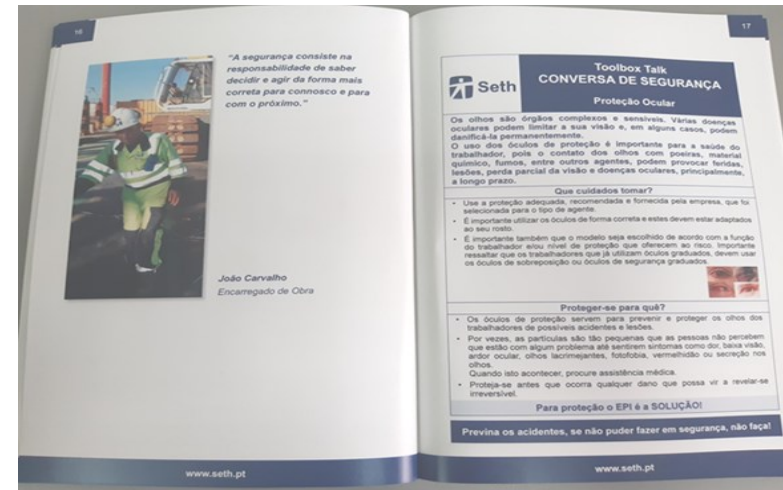 16
"A segurança consiste na
responsabilidade de saber
decidir e agir da forma mais
correta para connosco e para
com o próximo."
João Carvalho
Encarregado de Obra
www.seth.pt
17
Seth
Toolbox Talk
CONVERSA DE SEGURANÇA
Proteção Ocular
Os olhos são órgãos complexos e sensíveis. Várias doenças
oculares podem limitar a sua visão e, em alguns casos, podem
danificá-la permanentemente.
O uso dos óculos de proteção é importante para a saúde do
trabalhador, pois o contato dos olhos com poeiras, material
químico, fumos, entre outros agentes, podem provocar feridas,
lesões, perda parcial da visão e doenças oculares, principalmente,
a longo prazo.
Que cuidados tomar?
• Use a proteção adequada, recomendada e fornecida pela empresa, que foi
selecionada para o tipo de agente.
• É importante utilizar os óculos de forma correta e estes devem estar adaptados
ao seu rosto.
• É importante também que o modelo seja escolhido de acordo com a função
do trabalhador e/ou nível de proteção que oferecem ao risco. Importante
ressaltar que os trabalhadores que já utilizam óculos graduados, devem usar
os óculos de sobreposição ou óculos de segurança graduados.
Proteger-se para quê?
• Os óculos de proteção servem para prevenir e proteger os olhos dos
trabalhadores de possíveis acidentes e lesões.
• Por vezes, as partículas são tão pequenas que as pessoas não percebem
que estão com algum problema até sentirem sintomas como dor, baixa visão,
ardor ocular, olhos lacrimejantes, fotofobia, vermelhidão ou secreção nos
olhos.
Quando isto acontecer, procure assistência médica.
• Proteja-se antes que ocorra qualquer dano que possa vir a revelar-se
irreversível.
Para proteção o EPI é a SOLUÇÃO!
Previna os acidentes, se não puder fazer em segurança, não faça!
www.seth.pt